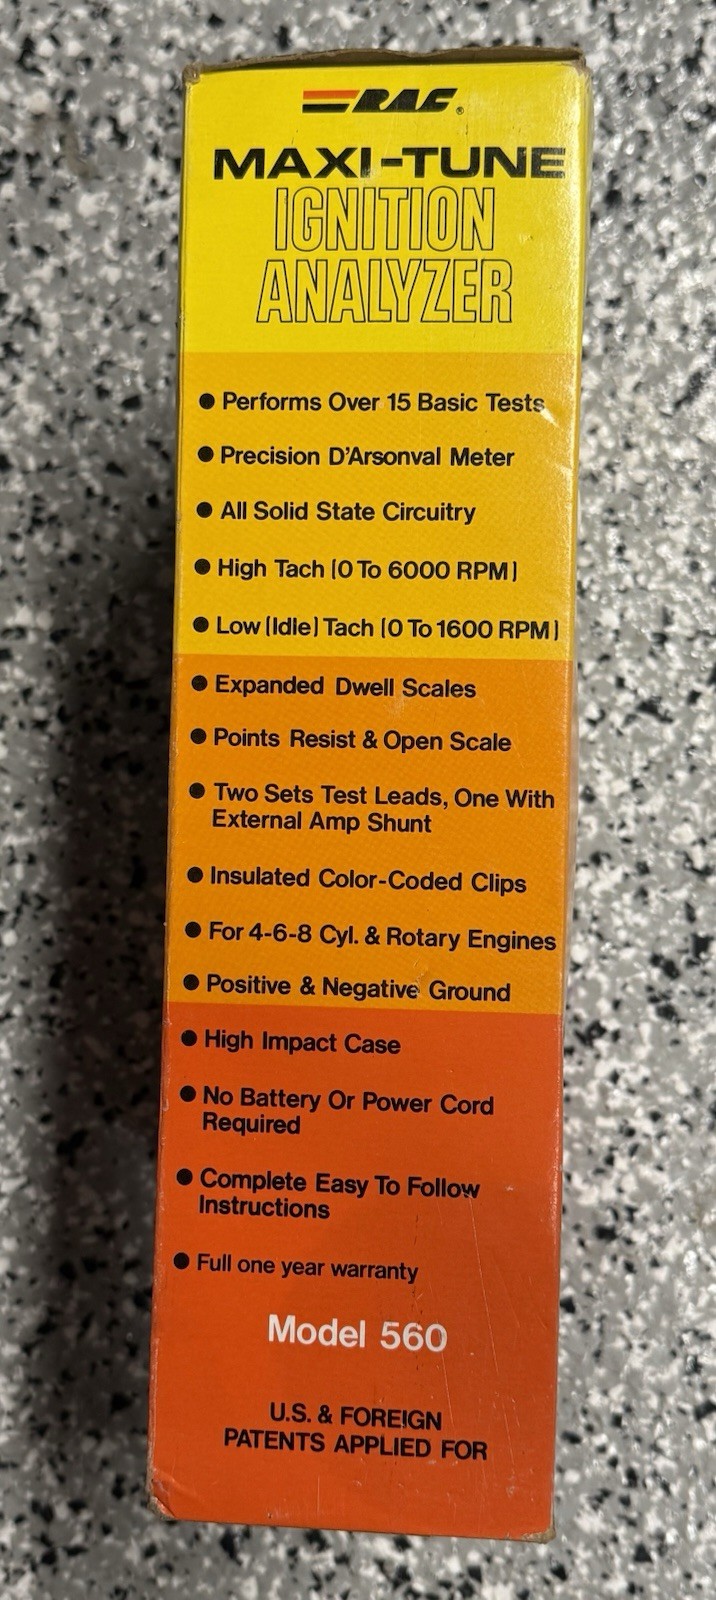 RAC®
MAXI-TUNE
IGNITION
ANALYZER
● Performs Over 15 Basic Tests
● Precision D'Arsonval Meter
● All Solid State Circuitry
● High Tach (0 To 6000 RPM)
● Low (Idle) Tach (0 To 1600 RPM)
● Expanded Dwell Scales
● Points Resist & Open Scale
● Two Sets Test Leads, One With
External Amp Shunt
● Insulated Color-Coded Clips
● For 4-6-8 Cyl. & Rotary Engines
● Positive & Negative Ground
● High Impact Case
● No Battery Or Power Cord
Required
● Complete Easy To Follow
Instructions
● Full one year warranty
Model 560
U.S. & FOREIGN
PATENTS APPLIED FOR